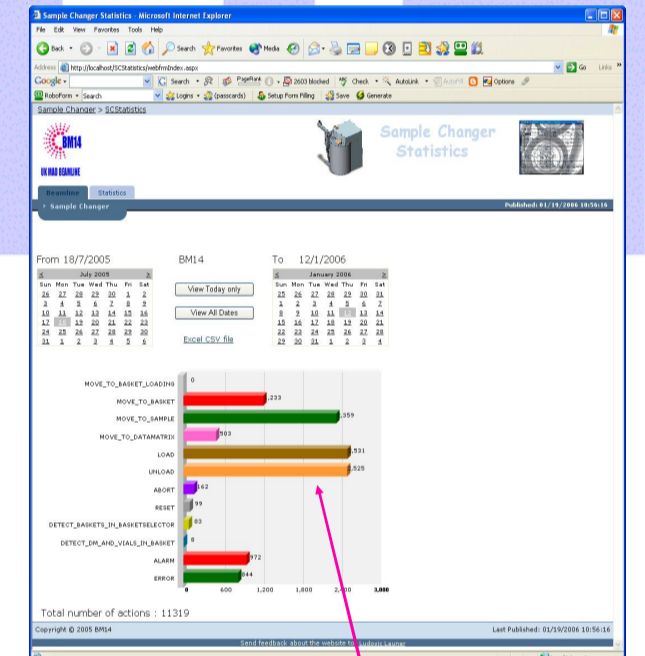 Sample Changer Statistics - Microsoft Internet Explorer
File Edit View Favorites Tools Help
Back Search Favorites Media
Address http://localhost/SCStatistics/webfrmIndex.aspx Go Links »
Google Search PageRank 2603 blocked Check AutoLink AutoFill Options
RoboForm Search Logins (passcards) Setup Form Filling Save Generate
Sample Changer > SCStatistics
BM14
UK MAD BEAMLINE
Sample Changer
Statistics
Beamline Statistics
Sample Changer Published: 01/19/2006 10:56:16
From 18/7/2005 BM14 To 12/1/2006
< July 2005 >
Sun Mon Tue Wed Thu Fri Sat
26 27 28 29 30 1 2
3 4 5 6 7 8 9
10 11 12 13 14 15 16
17 18 19 20 21 22 23
24 25 26 27 28 29 30
31 1 2 3 4 5 6
View Today only
View All Dates
Excel CSV file
< January 2006 >
Sun Mon Tue Wed Thu Fri Sat
25 26 27 28 29 30 31
1 2 3 4 5 6 7
8 9 10 11 12 13 14
15 16 17 18 19 20 21
22 23 24 25 26 27 28
29 30 31 1 2 3 4
MOVE_TO_BASKET_LOADING 0
MOVE_TO_BASKET ,233
MOVE_TO_SAMPLE ,359
MOVE_TO_DATAMATRIX 503
LOAD ,531
UNLOAD ,525
ABORT 162
RESET 99
DETECT_BASKETS_IN_BASKETSELECTOR 83
DETECT_DM_AND_VIALS_IN_BASKET 8
ALARM 972
ERROR 844
0 600 1,200 1,800 2,400 3,000
Total number of actions : 11319
Copyright © 2005 BM14 Last Published: 01/19/2006 10:56:16
Send feedback about the website to Ludovic Launer